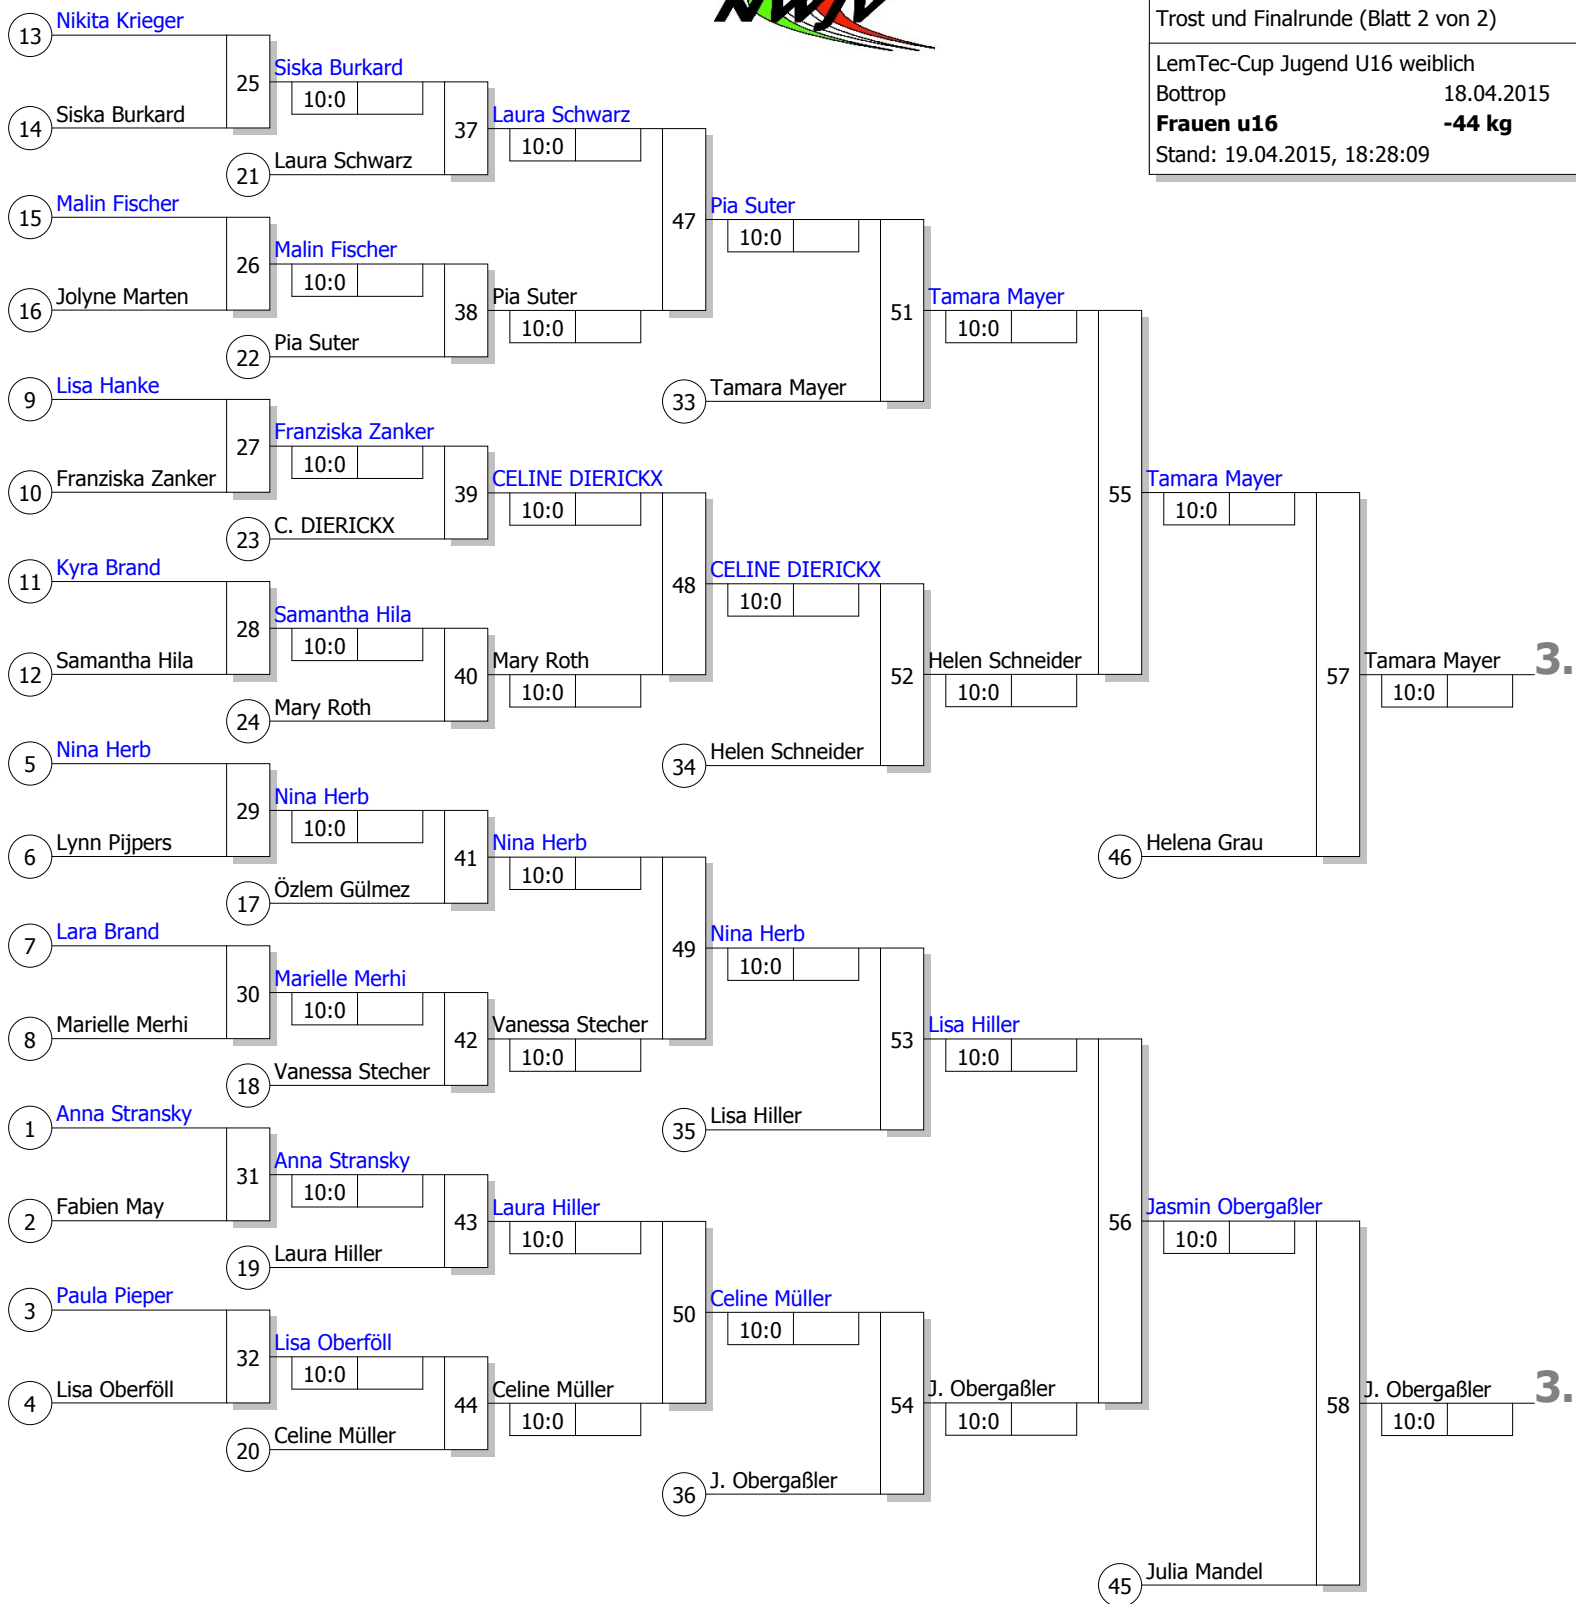 NWJV
Trost und Finalrunde (Blatt 2 von 2)
LemTec-Cup Jugend U16 weiblich
Bottrop 18.04.2015
Frauen u16 -44 kg
Stand: 19.04.2015, 18:28:09
13 Nikita Krieger
25 Siska Burkard
10:0
14 Siska Burkard
37 Laura Schwarz
10:0
21 Laura Schwarz
15 Malin Fischer
47 Pia Suter
10:0
26 Malin Fischer
10:0
16 Jolyne Marten
38 Pia Suter
10:0
22 Pia Suter
51 Tamara Mayer
10:0
33 Tamara Mayer
9 Lisa Hanke
27 Franziska Zanker
10:0
10 Franziska Zanker
39 CELINE DIERICKX
10:0
23 C. DIERICKX
55 Tamara Mayer
10:0
11 Kyra Brand
48 CELINE DIERICKX
10:0
28 Samantha Hila
10:0
12 Samantha Hila
40 Mary Roth
10:0
24 Mary Roth
52 Helen Schneider
10:0
34 Helen Schneider
57 Tamara Mayer 3.
10:0
5 Nina Herb
29 Nina Herb
10:0
6 Lynn Pijpers
41 Nina Herb
10:0
46 Helena Grau
17 Özlem Gülmez
7 Lara Brand
49 Nina Herb
10:0
30 Marielle Merhi
10:0
8 Marielle Merhi
42 Vanessa Stecher
10:0
18 Vanessa Stecher
53 Lisa Hiller
10:0
35 Lisa Hiller
1 Anna Stransky
31 Anna Stransky
10:0
2 Fabien May
43 Laura Hiller
10:0
19 Laura Hiller
56 Jasmin Obergaßler
10:0
3 Paula Pieper
50 Celine Müller
10:0
32 Lisa Oberföll
10:0
4 Lisa Oberföll
44 Celine Müller
10:0
20 Celine Müller
54 J. Obergaßler
10:0
36 J. Obergaßler
58 J. Obergaßler 3.
10:0
45 Julia Mandel